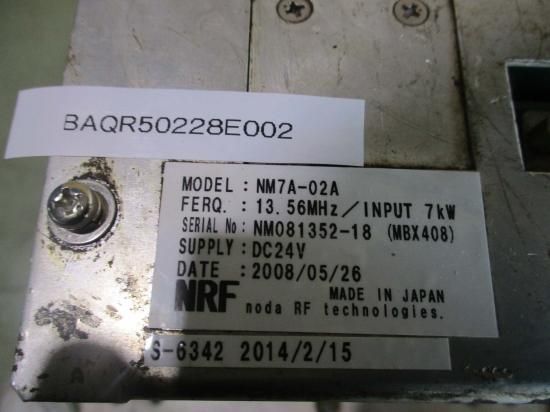 BAQR50228E002
MODEL : NM7A-02A
FERQ. : 13.56MHz/INPUT 7kW
SERIAL No : NM081352-18 (MBX408)
SUPPLY : DC24V
DATE : 2008/05/26
NRF MADE IN JAPAN
noda RF technologies.
S-6342 2014/2/15